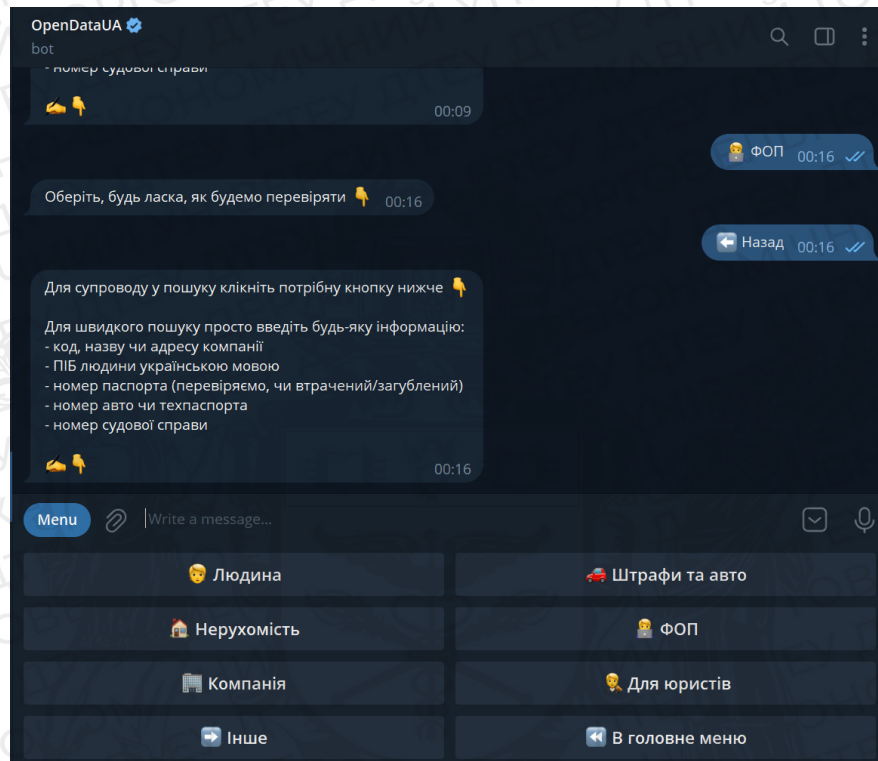 OpenDataUA
bot
- номер судової справи
00:09
ФОП 00:16
Оберіть, будь ласка, як будемо перевіряти 00:16
Назад 00:16
Для супроводу у пошуку клікніть потрібну кнопку нижче
Для швидкого пошуку просто введіть будь-яку інформацію:
- код, назву чи адресу компанії
- ПІБ людини українською мовою
- номер паспорта (перевіряємо, чи втрачений/загублений)
- номер авто чи техпаспорта
- номер судової справи
00:16
Menu Write a message...
Людина
Штрафи та авто
Нерухомість
ФОП
Компанія
Для юристів
Інше
В головне меню